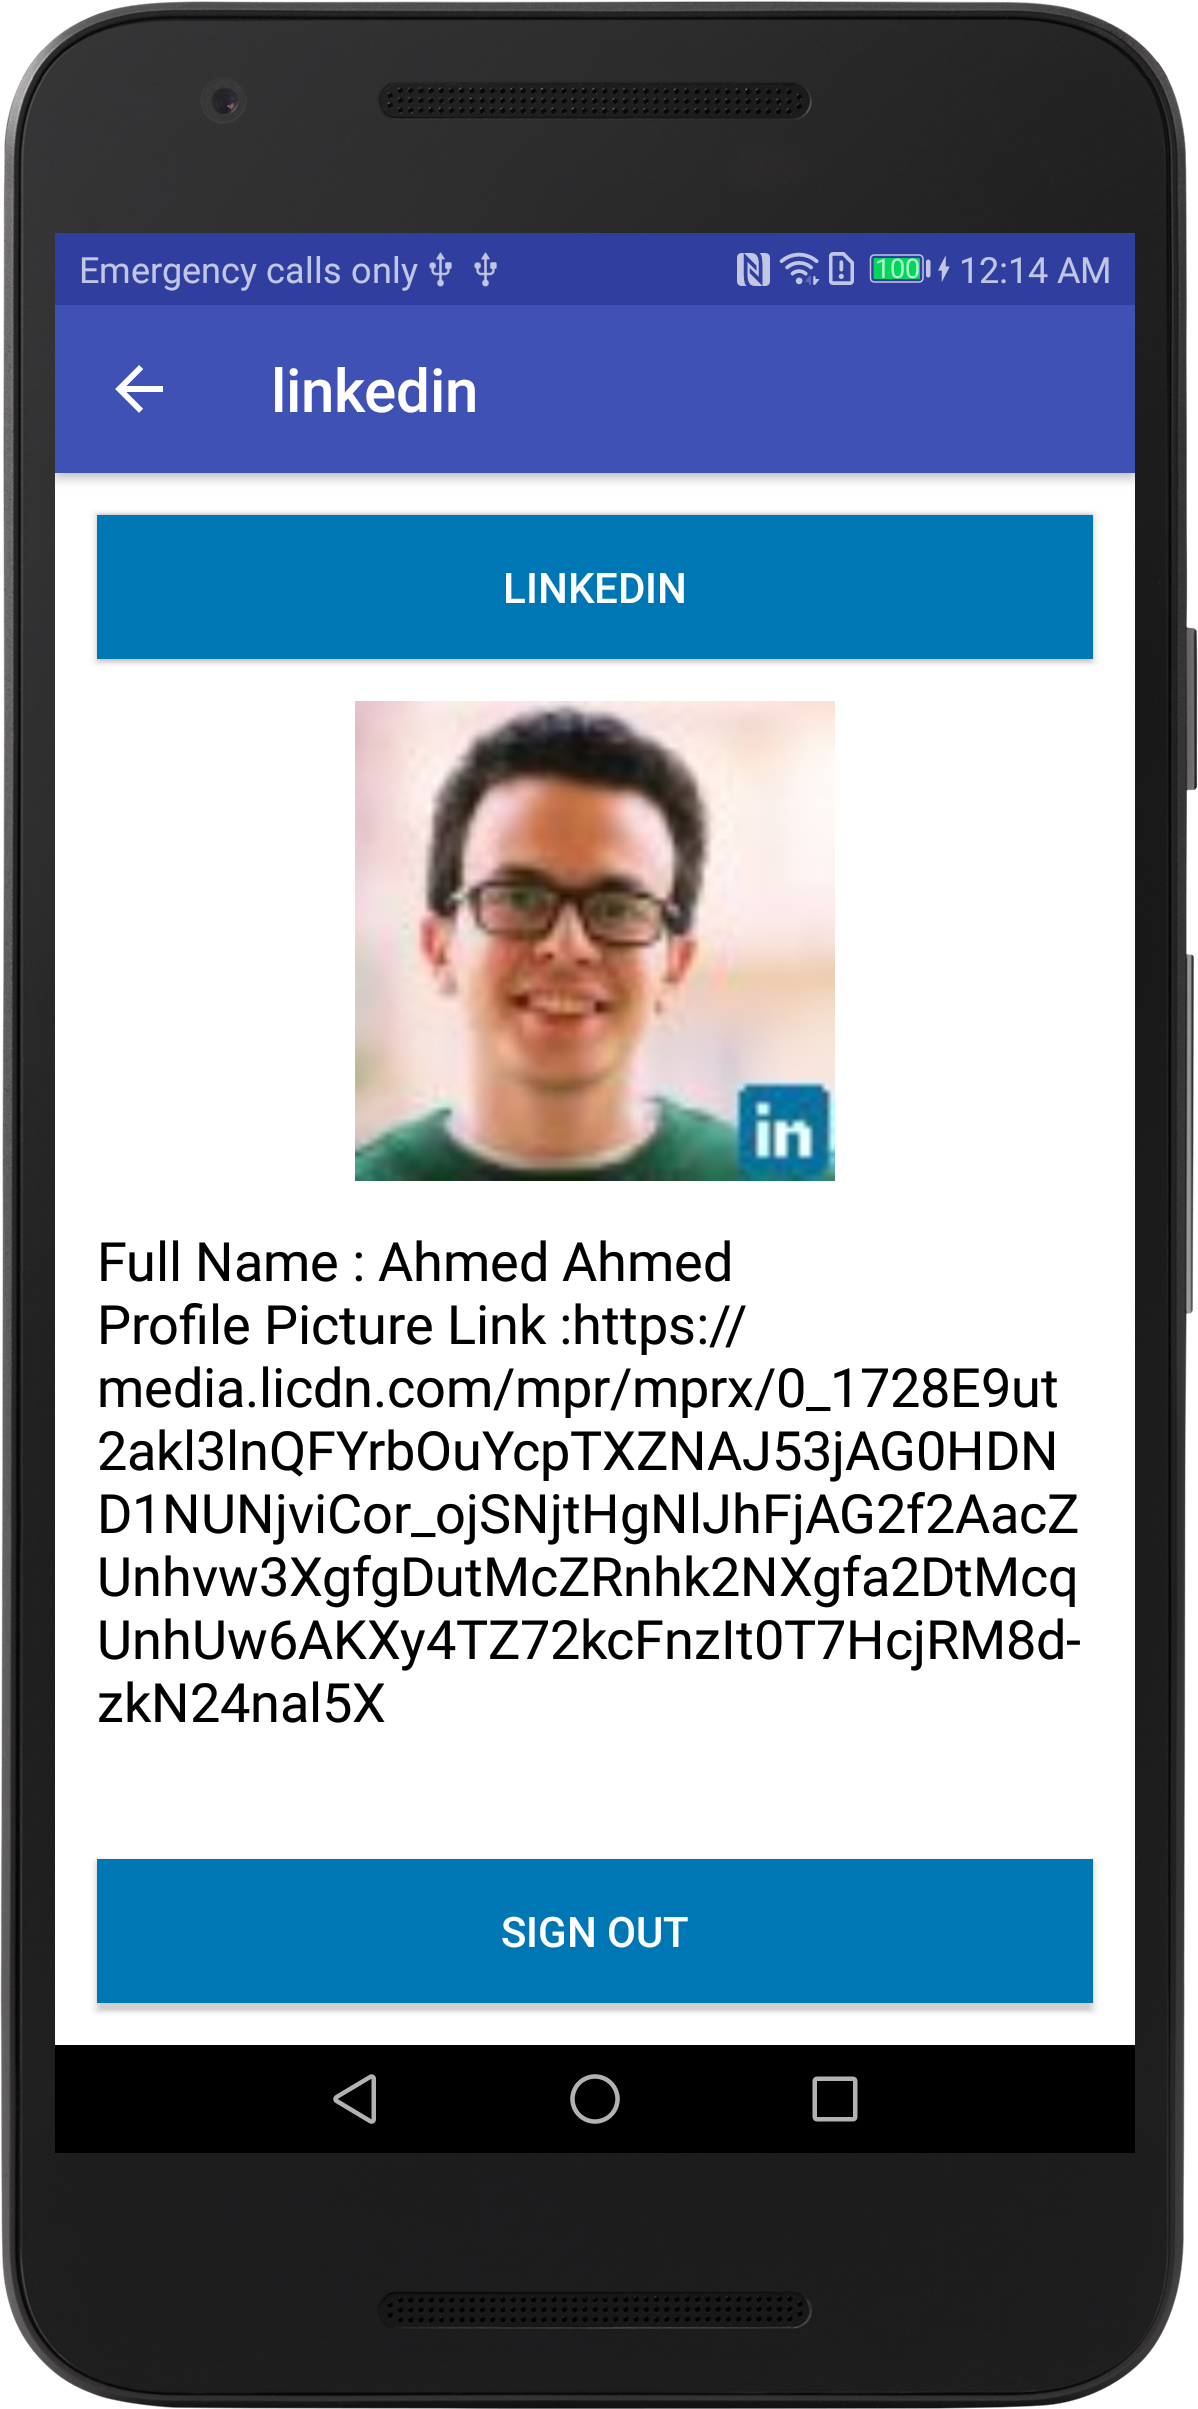 Emergency calls only 100 12:14 AM
linkedin
LINKEDIN
in
Full Name : Ahmed Ahmed
Profile Picture Link :https://
media.licdn.com/mpr/mprx/0_1728E9ut
2akl3lnQFYrbOuYcpTXZNAJ53jAG0HDN
D1NUNjviCor_ojSNjtHgNlJhFjAG2f2AacZ
Unhvw3XgfgDutMcZRnhk2NXgfa2DtMcq
UnhUw6AKXy4TZ72kcFnzIt0T7HcjRM8d-
zkN24nal5X
SIGN OUT